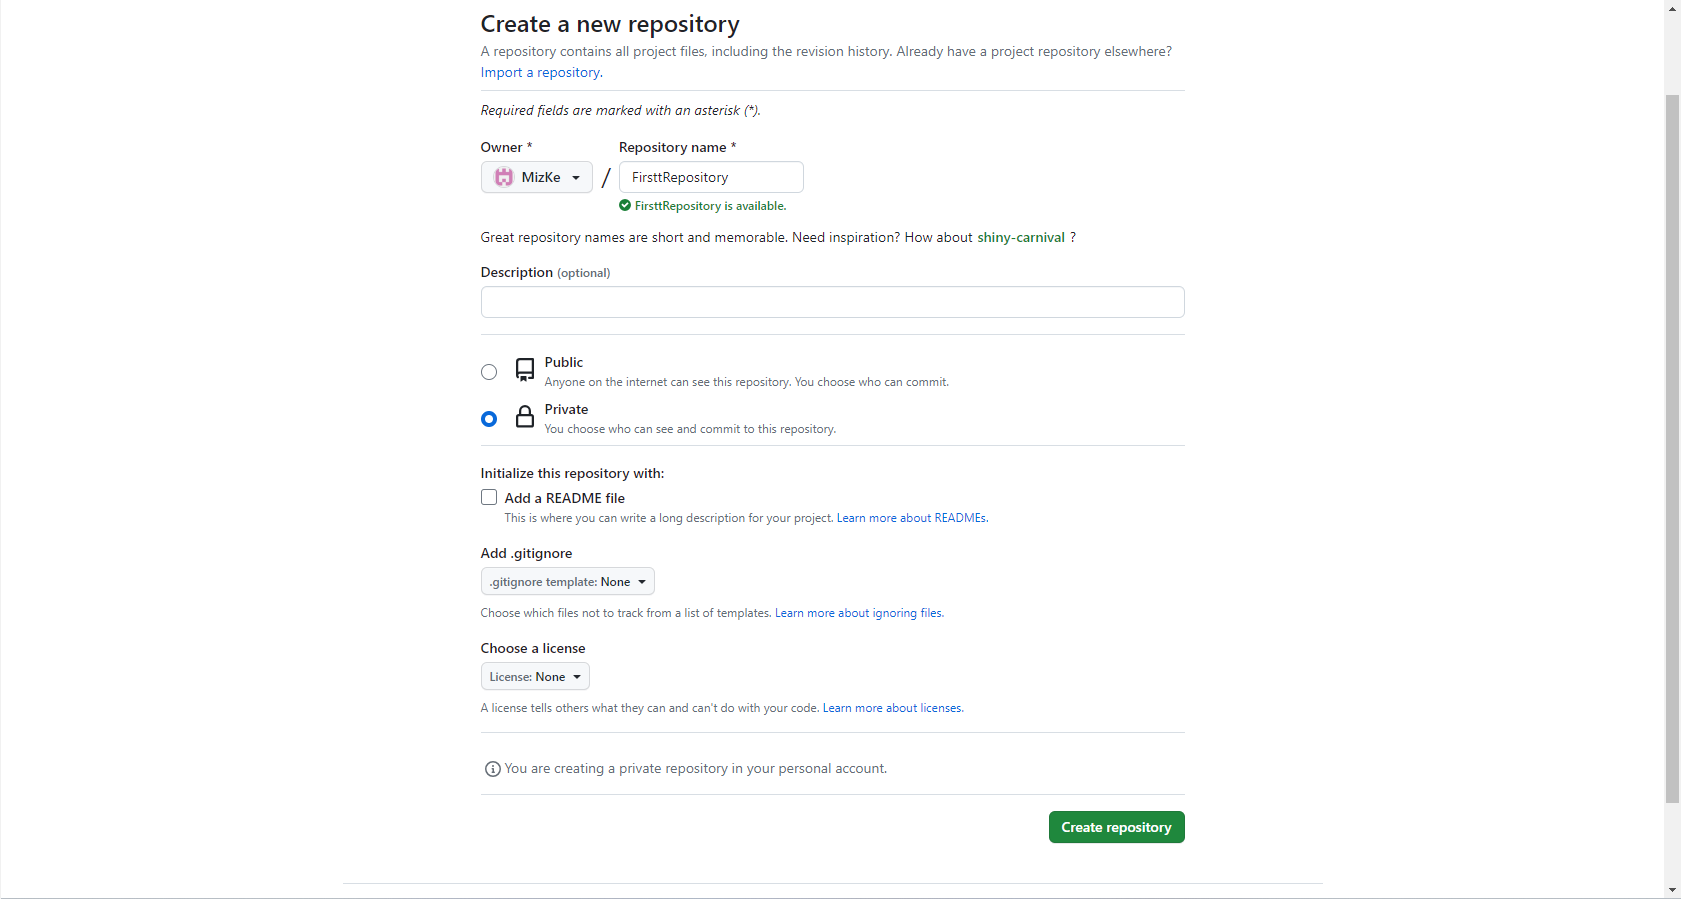 Create a new repository
A repository contains all project files, including the revision history. Already have a project repository elsewhere?
Import a repository.
Required fields are marked with an asterisk (*).
Owner * Repository name *
MizKe / FirsttRepository
FirsttRepository is available.
Great repository names are short and memorable. Need inspiration? How about shiny-carnival ?
Description (optional)
Public
Anyone on the internet can see this repository. You choose who can commit.
Private
You choose who can see and commit to this repository.
Initialize this repository with:
Add a README file
This is where you can write a long description for your project. Learn more about READMEs.
Add .gitignore
.gitignore template: None
Choose which files not to track from a list of templates. Learn more about ignoring files.
Choose a license
License: None
A license tells others what they can and can't do with your code. Learn more about licenses.
You are creating a private repository in your personal account.
Create repository